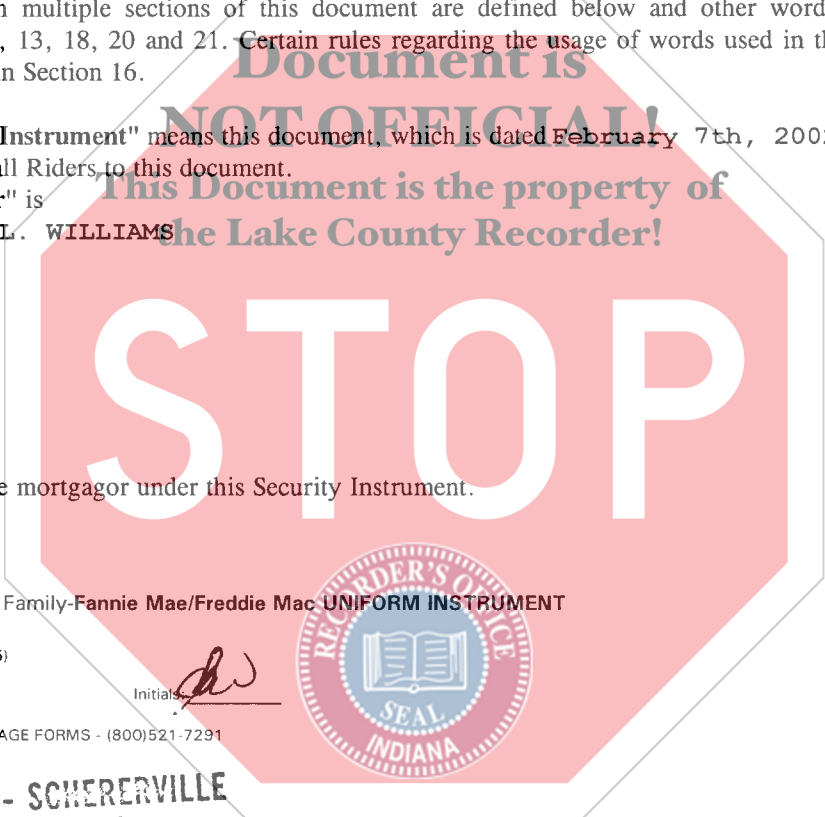 n multiple sections of this document are defined below and other word
, 13, 18, 20 and 21. Certain rules regarding the usage of words used in th
n Section 16.
Document is
NOT OFFICIAL!
Instrument" means this document, which is dated February 7th, 2002
ll Riders to this document.
This Document is the property of
r" is
the Lake County Recorder!
L. WILLIAMS
STOP
e mortgagor under this Security Instrument.
Family-Fannie Mae/Freddie Mac UNIFORM INSTRUMENT
RECORDER'S OFFICE
SEAL
INDIANA
Initials:
AGE FORMS - (800)521-7291
- SCHERERVILLE